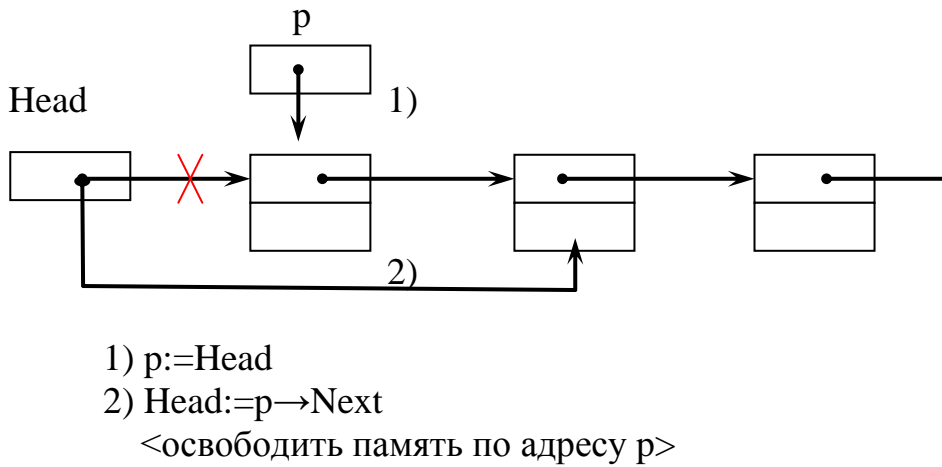 p
1)
Head
2)
1) p:=Head
2) Head:=p→Next
<освободить память по адресу p>